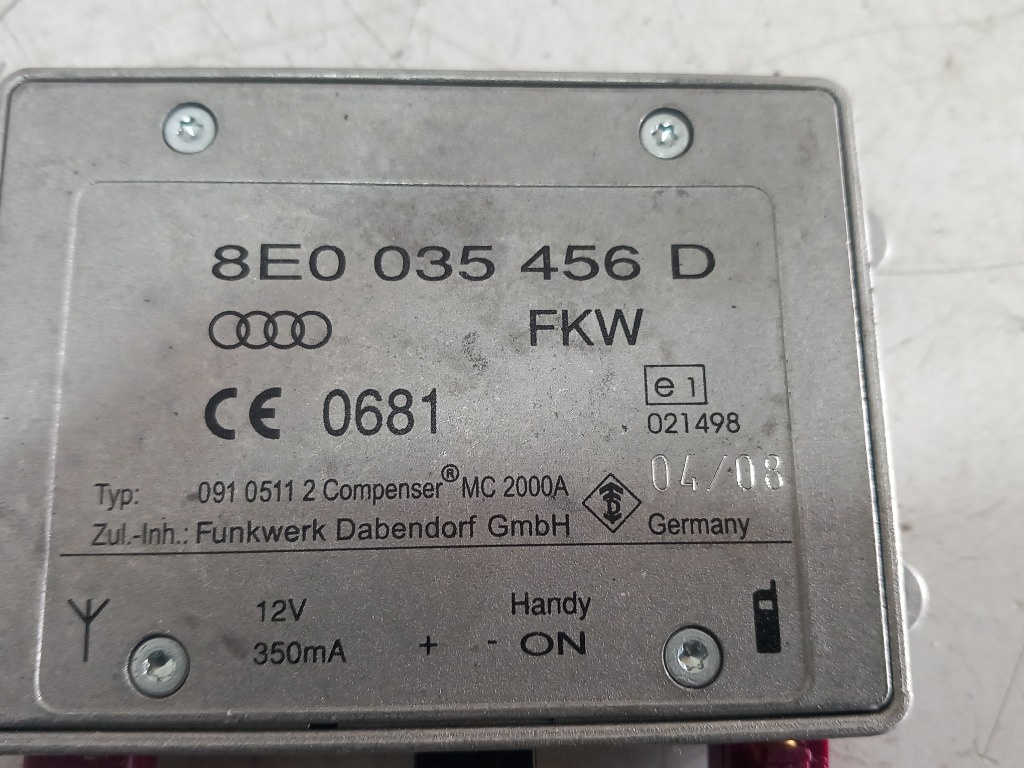 8E0 035 456 D
FKW
CE 0681
e 1
021498
04/08
Typ: 091 0511 2 Compenser® MC 2000A
Zul.-Inh.: Funkwerk Dabendorf GmbH Germany
12V Handy
350mA + - ON